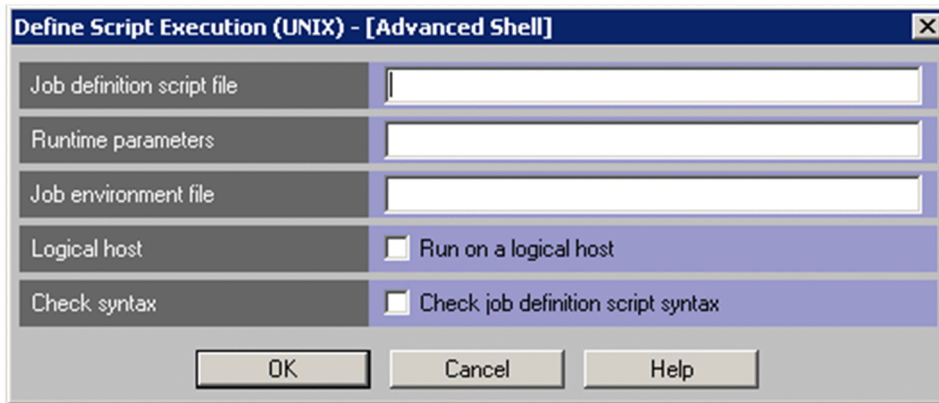 Define Script Execution (UNIX) - [Advanced Shell]
Job definition script file
Runtime parameters
Job environment file
Logical host Run on a logical host
Check syntax Check job definition script syntax
OK Cancel Help